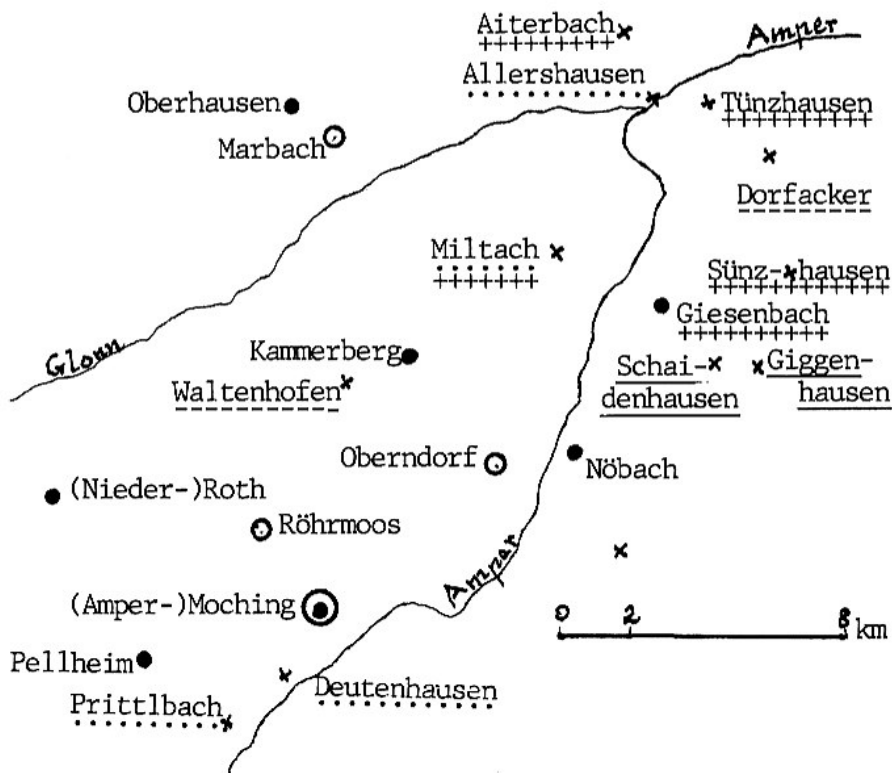 Aiterbach
Amper
Allershausen
Oberhausen
Tünzhausen
Marbach
Dorfacker
Miltach
Sünz-hausen
Giesenbach
Glonn
Kammerberg
Schai-
denhausen
Giggen-
hausen
Waltenhofen
Oberndorf
Nöbach
(Nieder-)Roth
Röhrmoos
Amper
(Amper-)Moching
0 2 8 km
Pellheim
Deutenhausen
Prittlbach